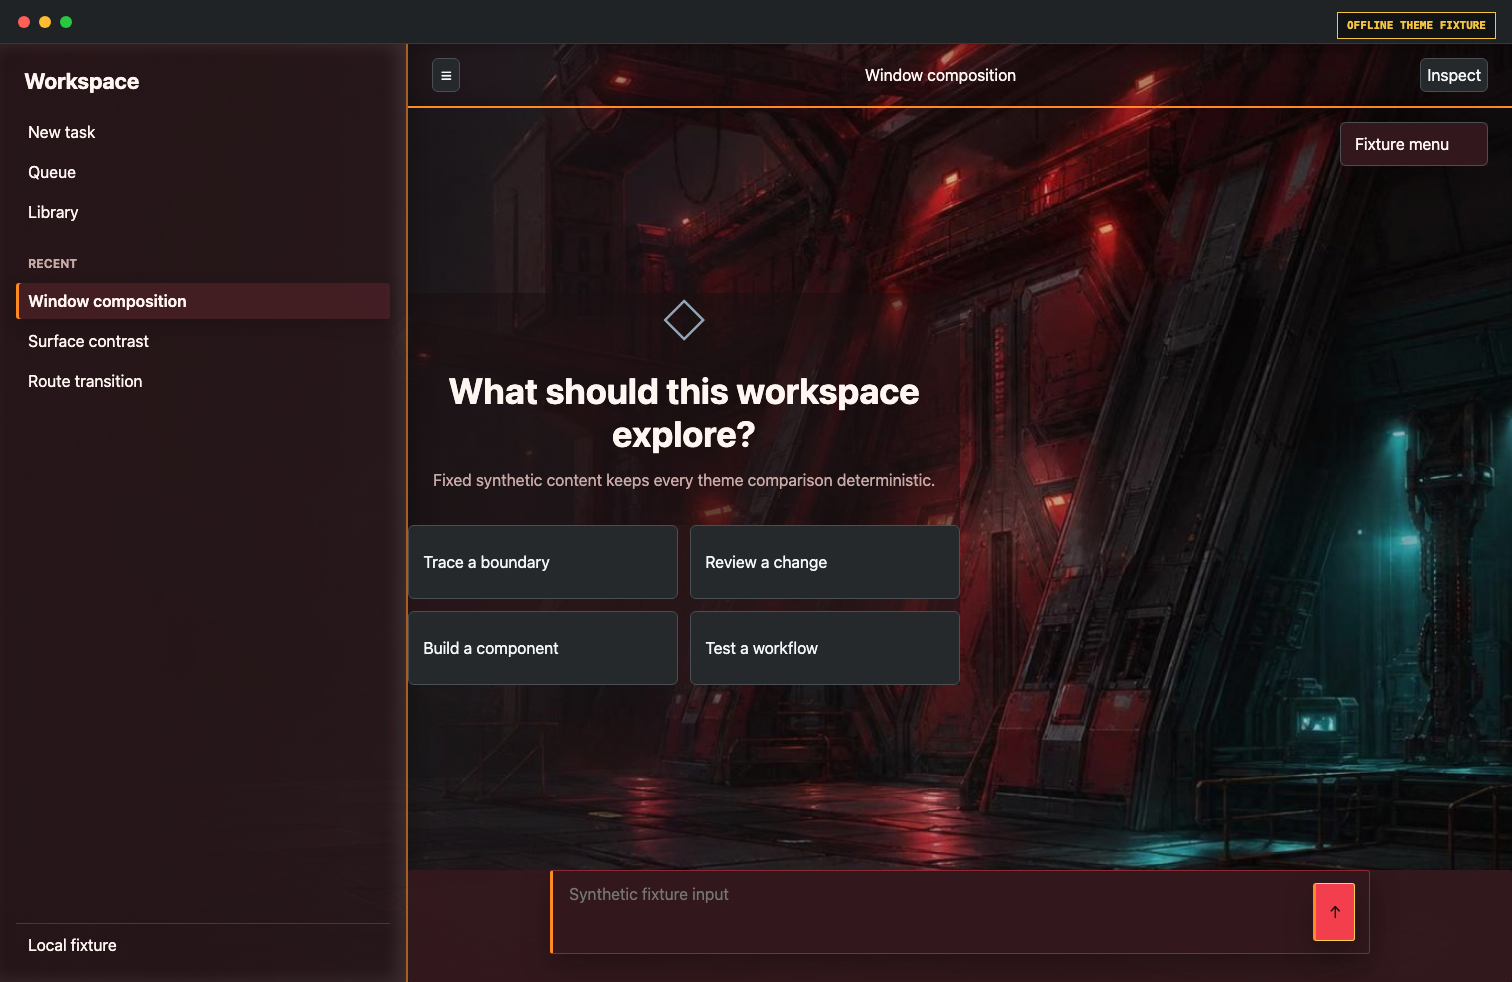 OFFLINE THEME FIXTURE
Workspace
New task
Queue
Library
RECENT
Window composition
Surface contrast
Route transition
Local fixture
Window composition
Inspect
Fixture menu
What should this workspace
explore?
Fixed synthetic content keeps every theme comparison deterministic.
Trace a boundary
Review a change
Build a component
Test a workflow
Synthetic fixture input